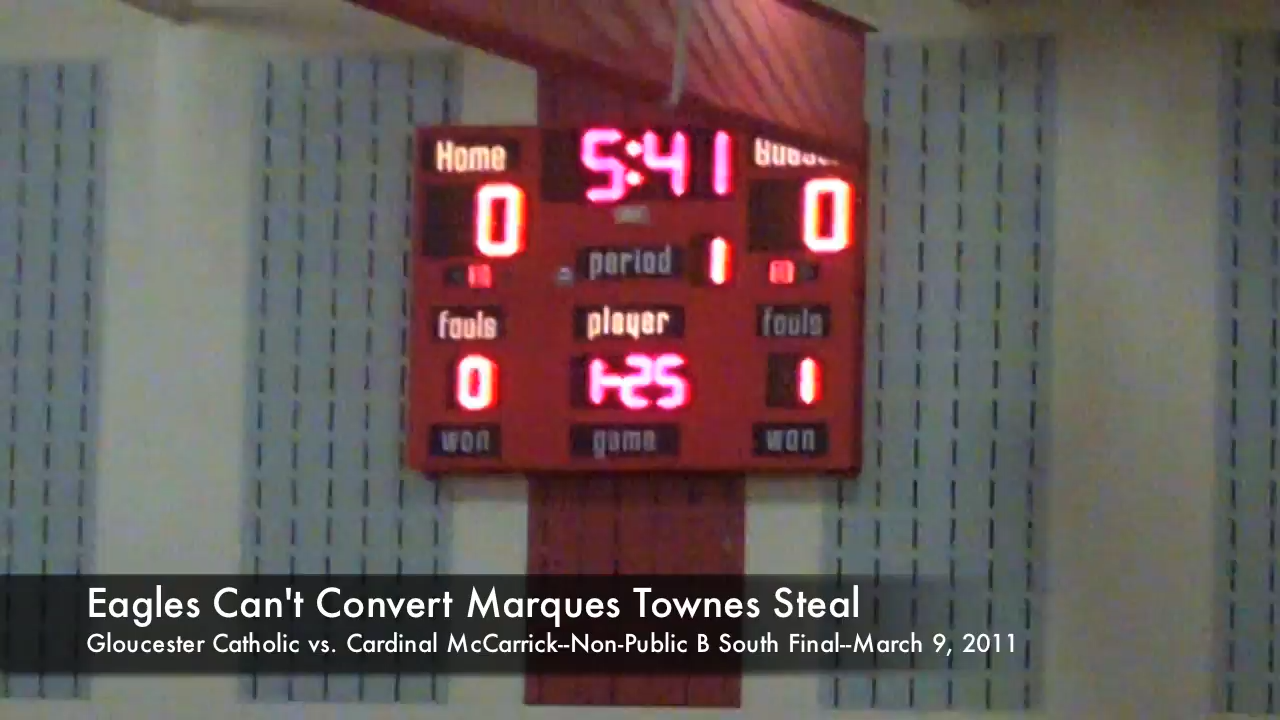 Home 5:41
0 0
period 1
fouls player fouls
0 1-25 1
won game won
Eagles Can't Convert Marques Townes Steal
Gloucester Catholic vs. Cardinal McCarrick--Non-Public B South Final--March 9, 2011